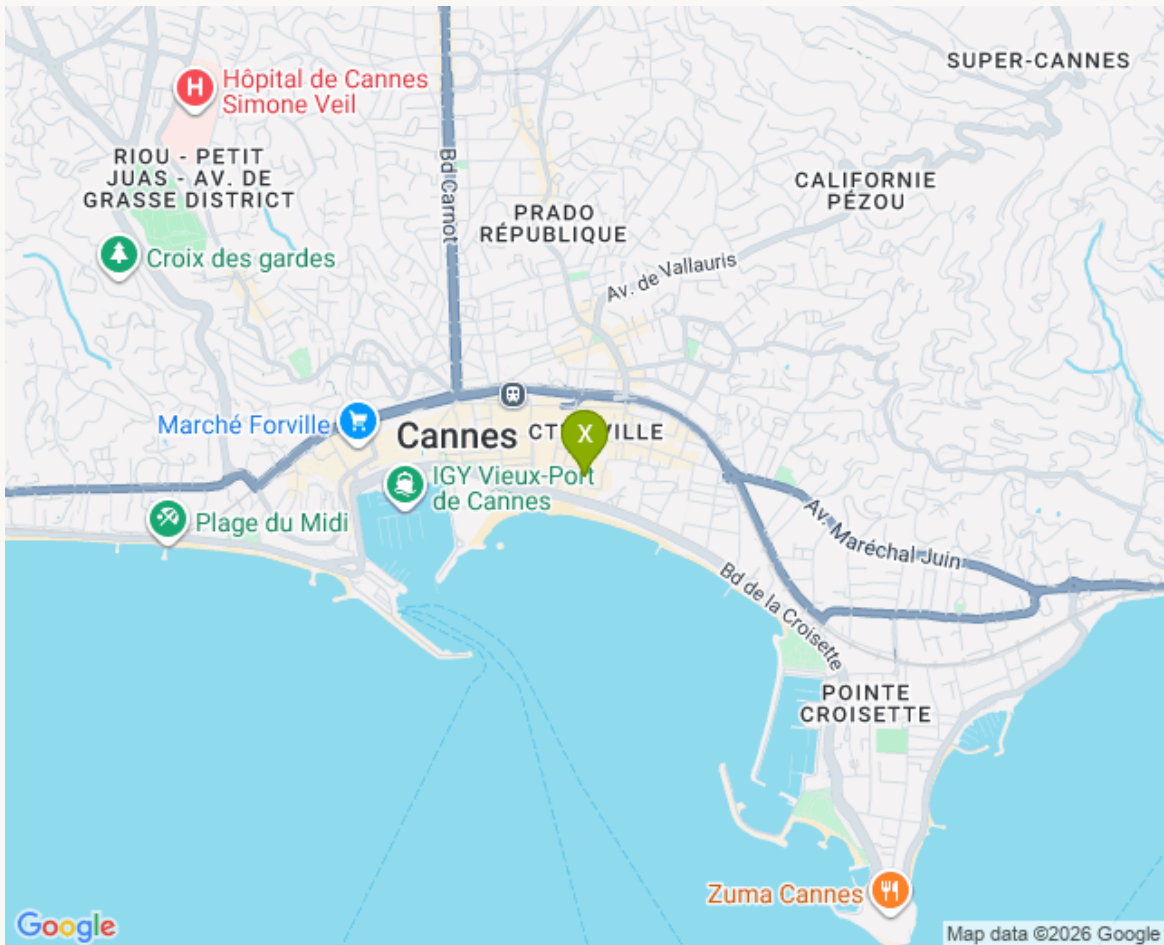 SUPER-CANNES
H
Hôpital de Cannes
Simone Veil
RIOU - PETIT
JUAS - AV. DE
GRASSE DISTRICT
Bd Carnot
CALIFORNIE
PÉZOU
PRADO
RÉPUBLIQUE
Croix des gardes
Av. de Vallauris
Marché Forville
Cannes
X
IGY Vieux-Port
de Cannes
Plage du Midi
Av. Maréchal Juin
Bd de la Croisette
POINTE
CROISETTE
Zuma Cannes
Google
Map data ©2026 Google